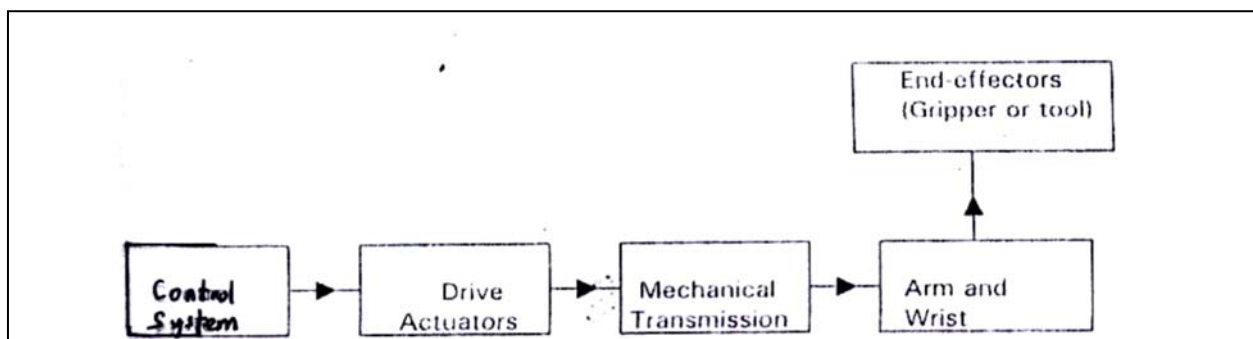 End-effectors
(Gripper or tool)
Control
System
Drive
Actuators
Mechanical
Transmission
Arm and
Wrist